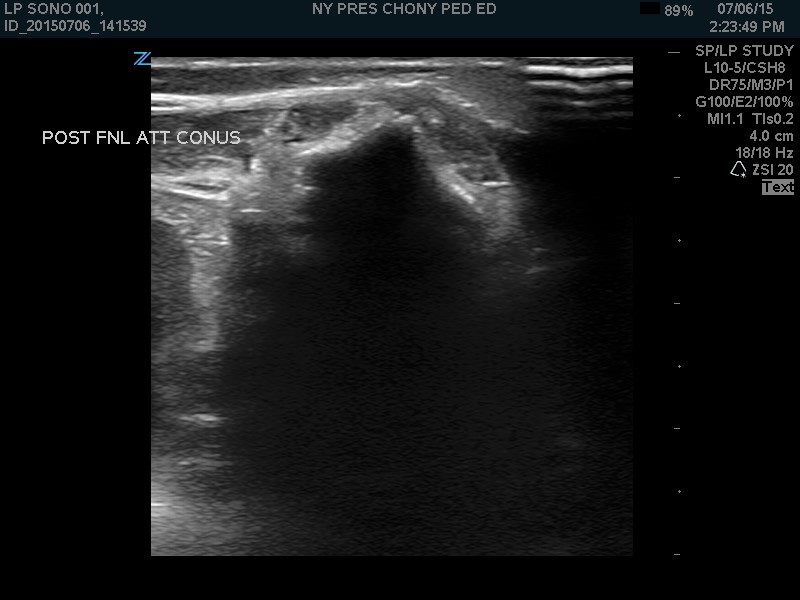 LP SONO 001,
ID_20150706_141539
NY PRES CHONY PED ED
89%
07/06/15
2:23:49 PM
Z
SP/LP STUDY
L10-5/CSH8
DR75/M3/P1
G100/E2/100%
MI1.1 TIs0.2
4.0 cm
18/18 Hz
ZSI 20
Text
POST FNL ATT CONUS